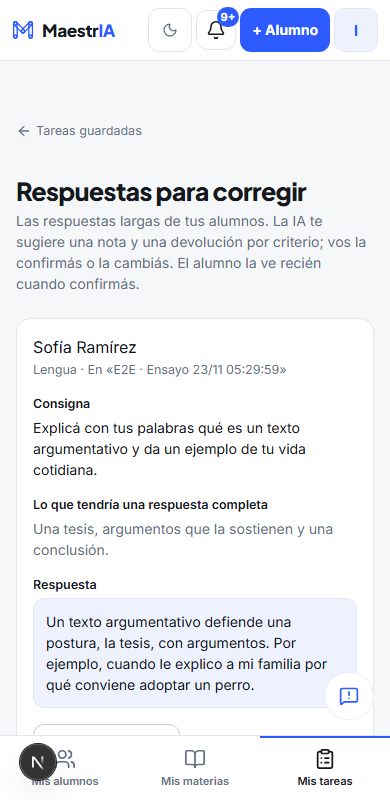 MaestrIA
9+
+ Alumno
I
← Tareas guardadas
Respuestas para corregir
Las respuestas largas de tus alumnos. La IA te
sugiere una nota y una devolución por criterio; vos la
confirmás o la cambiás. El alumno la ve recién
cuando confirmás.
Sofía Ramírez
Lengua · En «E2E · Ensayo 23/11 05:29:59»
Consigna
Explicá con tus palabras qué es un texto
argumentativo y da un ejemplo de tu vida
cotidiana.
Lo que tendría una respuesta completa
Una tesis, argumentos que la sostienen y una
conclusión.
Respuesta
Un texto argumentativo defiende una
postura, la tesis, con argumentos. Por
ejemplo, cuando le explico a mi familia por
qué conviene adoptar un perro.
N
Mis alumnos
Mis materias
Mis tareas